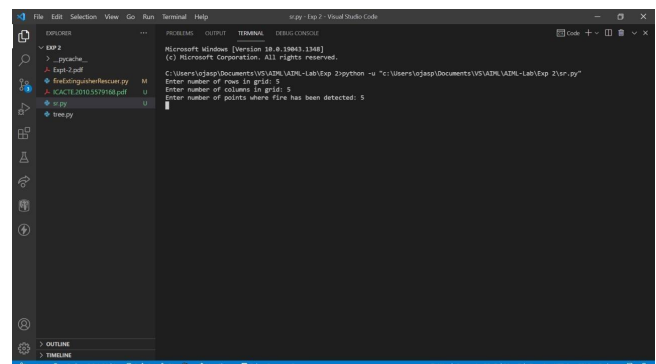 File Edit Selection View Go Run Terminal Help
sr.py - Exp 2 - Visual Studio Code
EXPLORER
EXP 2
__pycache__
Expt-2.pdf
FireExtinguisherRescuer.py M
ICACTE.2010.5579168.pdf U
sr.py U
tree.py
OUTLINE
TIMELINE
PROBLEMS OUTPUT TERMINAL DEBUG CONSOLE
Code
Microsoft Windows [Version 10.0.19043.1348]
(c) Microsoft Corporation. All rights reserved.
C:\Users\ojasp\Documents\VS\AIML\AIML-Lab\Exp 2>python -u "c:\Users\ojasp\Documents\VS\AIML\AIML-Lab\Exp 2\sr.py"
Enter number of rows in grid: 5
Enter number of columns in grid: 5
Enter number of points where fire has been detected: 5